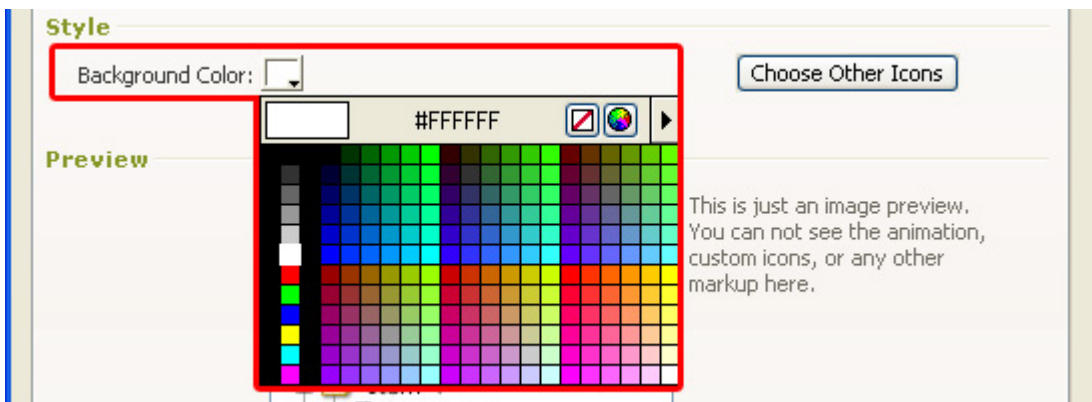 Style
Background Color:
Choose Other Icons
#FFFFFF
Preview
This is just an image preview.
You can not see the animation,
custom icons, or any other
markup here.